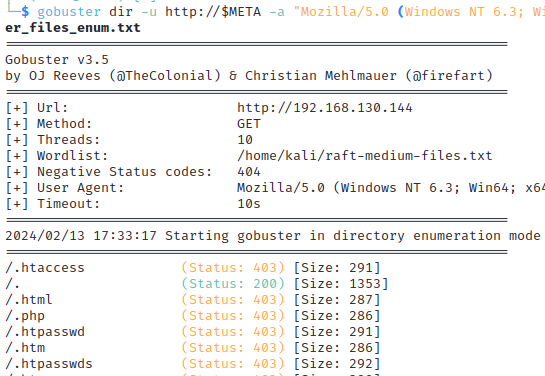 └─$ gobuster dir -u http://$META -a "Mozilla/5.0 (Windows NT 6.3; Wi
er_files_enum.txt
===============================================================
Gobuster v3.5
by OJ Reeves (@TheColonial) & Christian Mehlmauer (@firefart)
===============================================================
[+] Url: http://192.168.130.144
[+] Method: GET
[+] Threads: 10
[+] Wordlist: /home/kali/raft-medium-files.txt
[+] Negative Status codes: 404
[+] User Agent: Mozilla/5.0 (Windows NT 6.3; Win64; x64
[+] Timeout: 10s
===============================================================
2024/02/13 17:33:17 Starting gobuster in directory enumeration mode
===============================================================
/.htaccess (Status: 403) [Size: 291]
/. (Status: 200) [Size: 1353]
/.html (Status: 403) [Size: 287]
/.php (Status: 403) [Size: 286]
/.htpasswd (Status: 403) [Size: 291]
/.htm (Status: 403) [Size: 286]
/.htpasswds (Status: 403) [Size: 292]